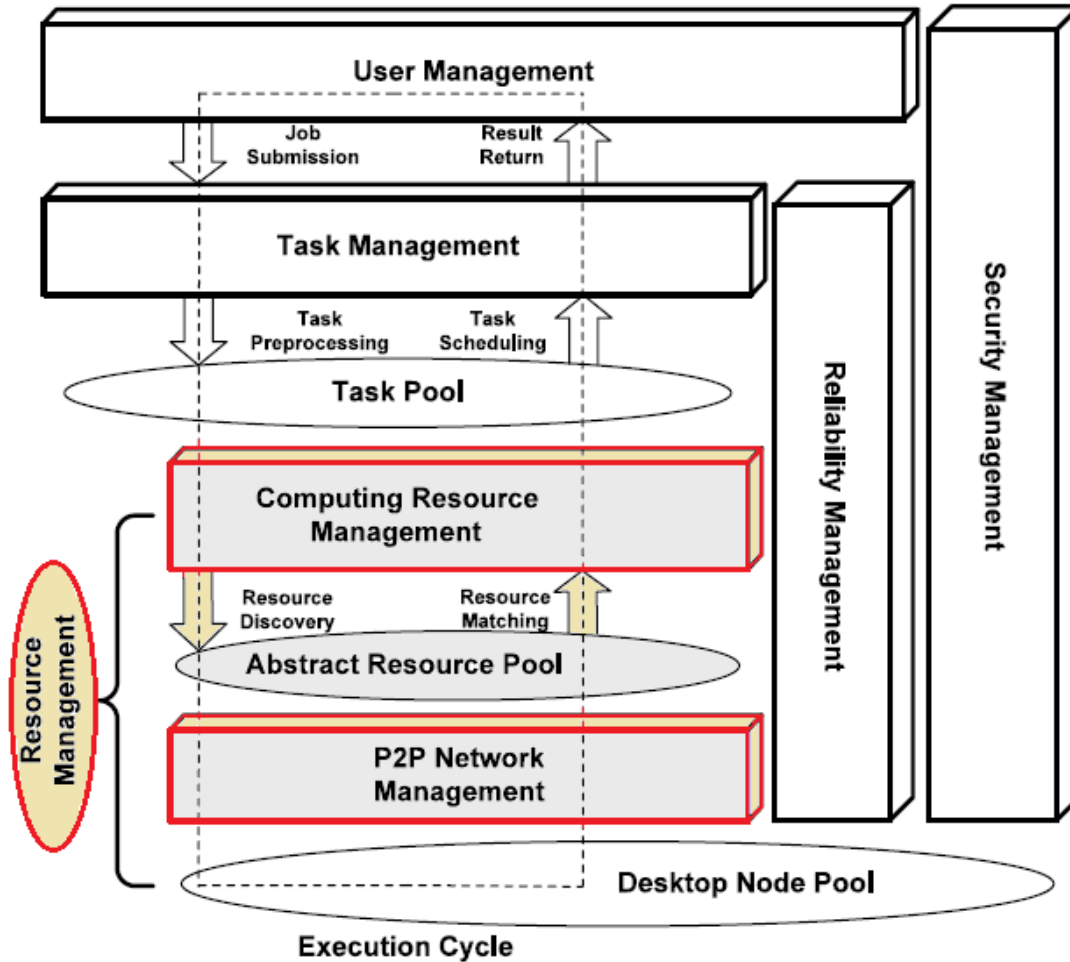 User Management
Job
Submission
Result
Return
Task Management
Task
Preprocessing
Task
Scheduling
Task Pool
Computing Resource
Management
Resource
Discovery
Resource
Matching
Abstract Resource Pool
P2P Network
Management
Desktop Node Pool
Execution Cycle
Resource
Management
Reliability Management
Security Management